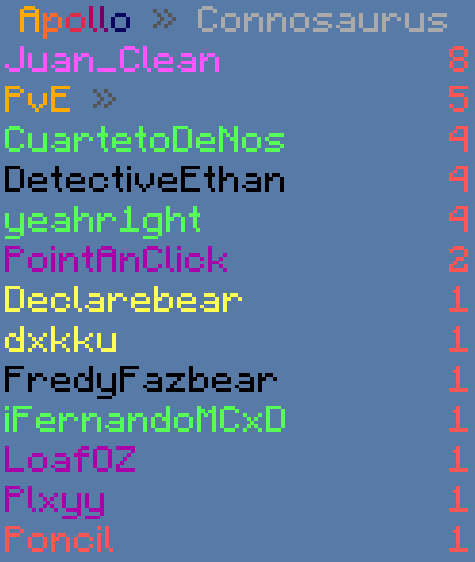 Apollo » Connosaurus
Juan_Clean 8
PvE » 5
CuartetoDeNos 4
DetectiveEthan 4
yeahr1ght 4
PointAnClick 2
Declarebear 1
dxkku 1
FredyFazbear 1
iFernandoMCxD 1
LoafOZ 1
Plxyy 1
Poncil 1